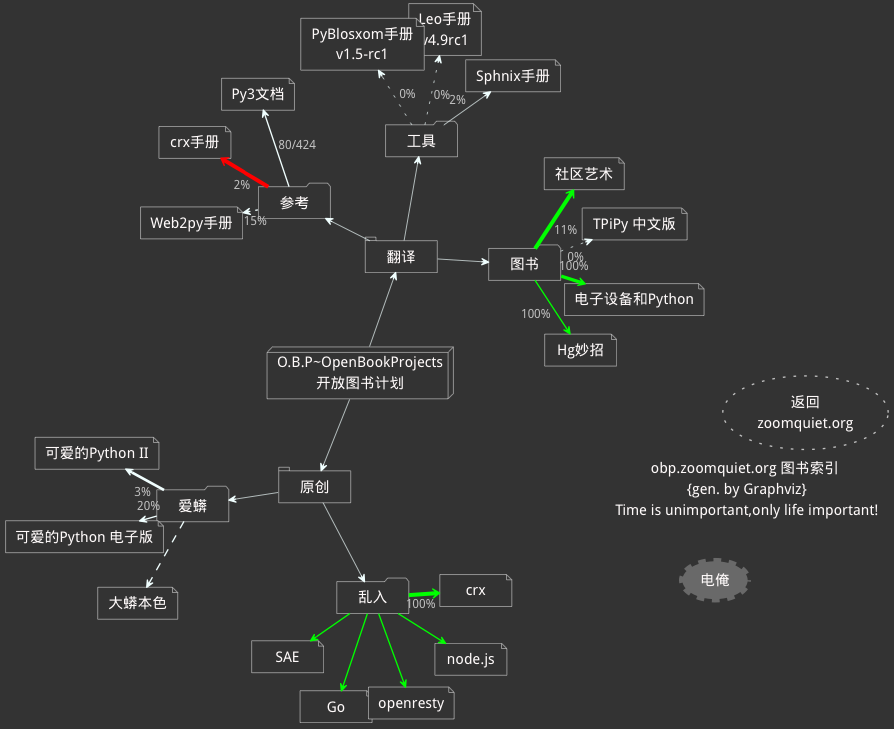 Leo手册
v4.9rc1
PyBlosxom手册
v1.5-rc1
Sphnix手册
Py3文档
0%
0%
2%
crx手册
80/424
工具
社区艺术
2%
参考
Web2py手册
15%
TPiPy 中文版
11%
翻译
图书
0%
100%
电子设备和Python
100%
Hg妙招
O.B.P~OpenBookProjects
开放图书计划
返回
zoomquiet.org
可爱的Python II
obp.zoomquiet.org 图书索引
{gen. by Graphviz}
Time is unimportant,only life important!
原创
3%
20%
爱蟒
可爱的Python 电子版
电俺
大蟒本色
乱入
100%
crx
SAE
node.js
Go
openresty